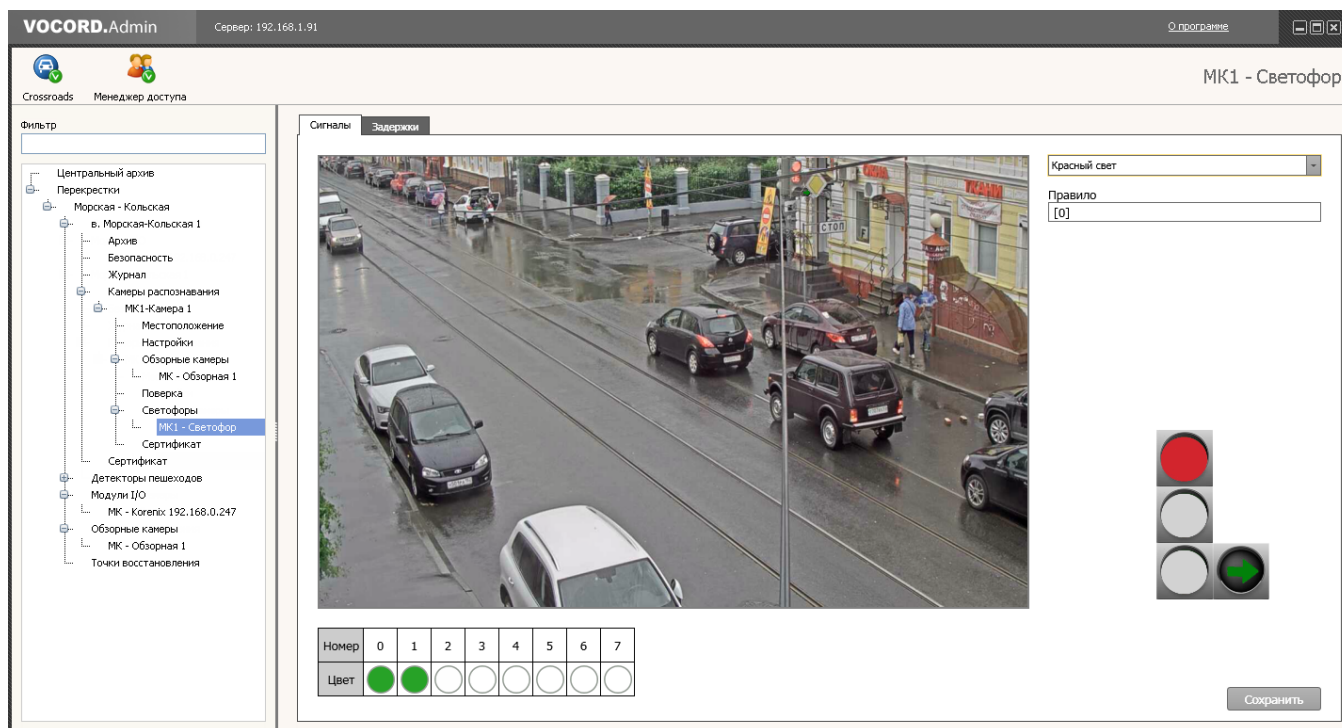 VOCORD.Admin
Сервер: 192.168.1.91
О программе
Crossroads
Менеджер доступа
МК1 - Светофор
Фильтр
Центральный архив
Перекрестки
Морская - Кольская
в. Морская-Кольская 1
Архив
Безопасность
Журнал
Камеры распознавания
МК1-Камера 1
Местоположение
Настройки
Обзорные камеры
МК - Обзорная 1
Поверка
Светофоры
МК1 - Светофор
Сертификат
Сертификат
Детекторы пешеходов
Модули I/O
МК - Korenix 192.168.0.247
Обзорные камеры
МК - Обзорная 1
Точки восстановления
Сигналы
Задержки
ОКНА
ТКАНИ
СТОП
Красный свет
Правило
[0]
Номер 0 1 2 3 4 5 6 7
Цвет
Сохранить